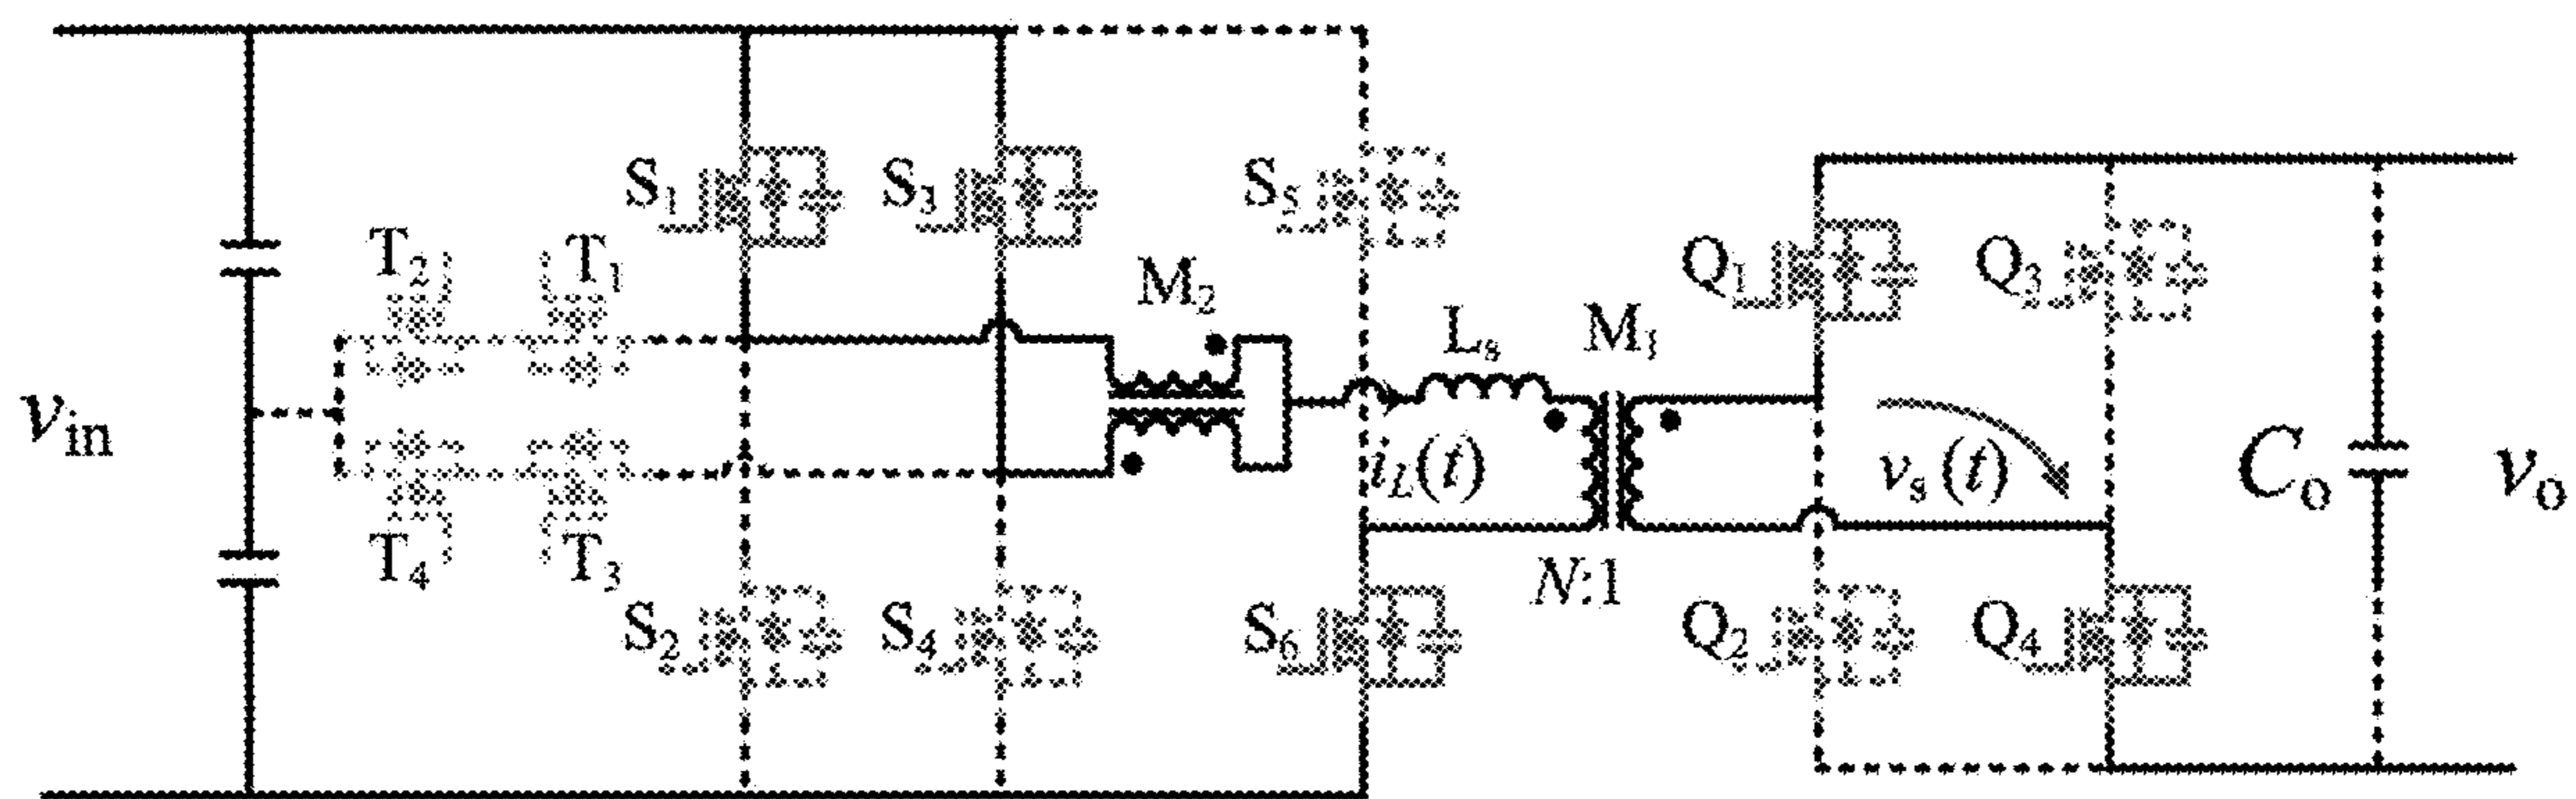 S₁
S₃
S₅
T₂
T₁
Q₁
Q₃
M₂
Lₛ
M₁
vᵢₙ
i_L(t)
vₛ(t)
Cₒ
vₒ
T₄
T₃
N:1
S₂
S₄
S₆
Q₂
Q₄